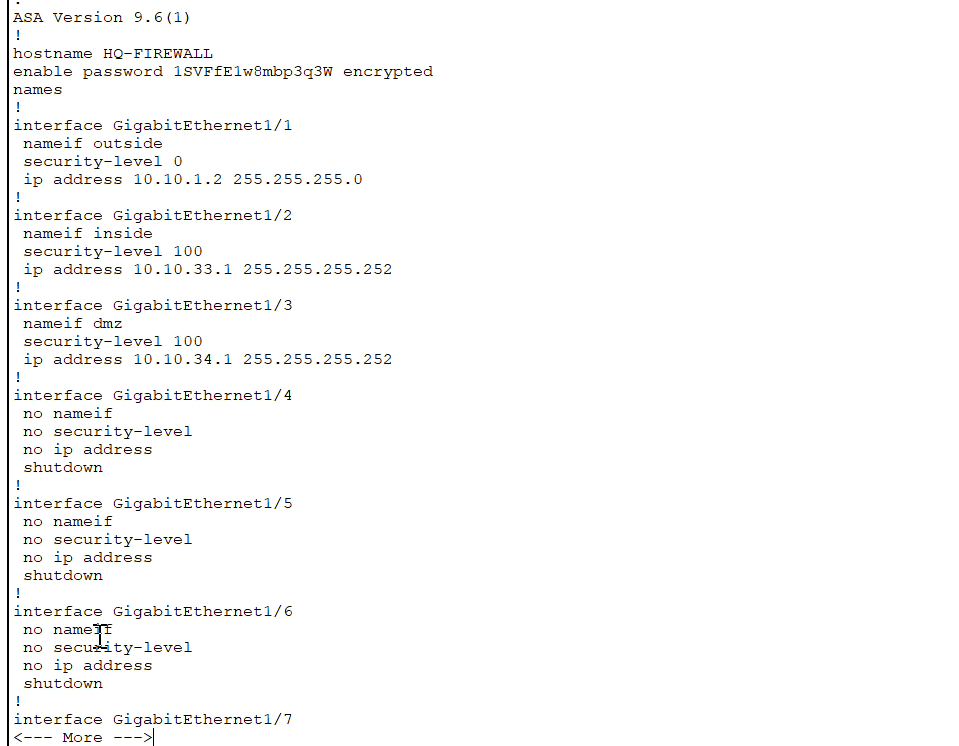 !
ASA Version 9.6(1)
!
hostname HQ-FIREWALL
enable password 1SVFfE1w8mbp3q3W encrypted
names
!
interface GigabitEthernet1/1
 nameif outside
 security-level 0
 ip address 10.10.1.2 255.255.255.0
!
interface GigabitEthernet1/2
 nameif inside
 security-level 100
 ip address 10.10.33.1 255.255.255.252
!
interface GigabitEthernet1/3
 nameif dmz
 security-level 100
 ip address 10.10.34.1 255.255.255.252
!
interface GigabitEthernet1/4
 no nameif
 no security-level
 no ip address
 shutdown
!
interface GigabitEthernet1/5
 no nameif
 no security-level
 no ip address
 shutdown
!
interface GigabitEthernet1/6
 no nameif
 no security-level
 no ip address
 shutdown
!
interface GigabitEthernet1/7
<--- More --->